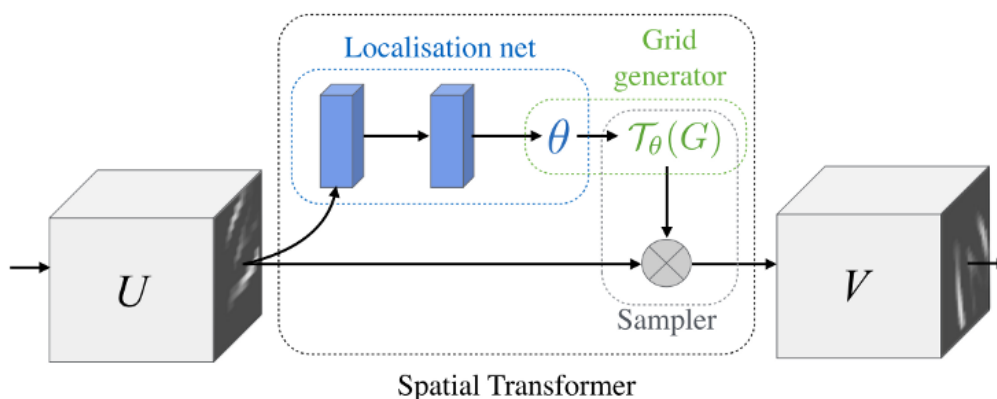 Localisation net
Grid
generator
θ
𝒯θ(G)
U
V
Sampler
Spatial Transformer